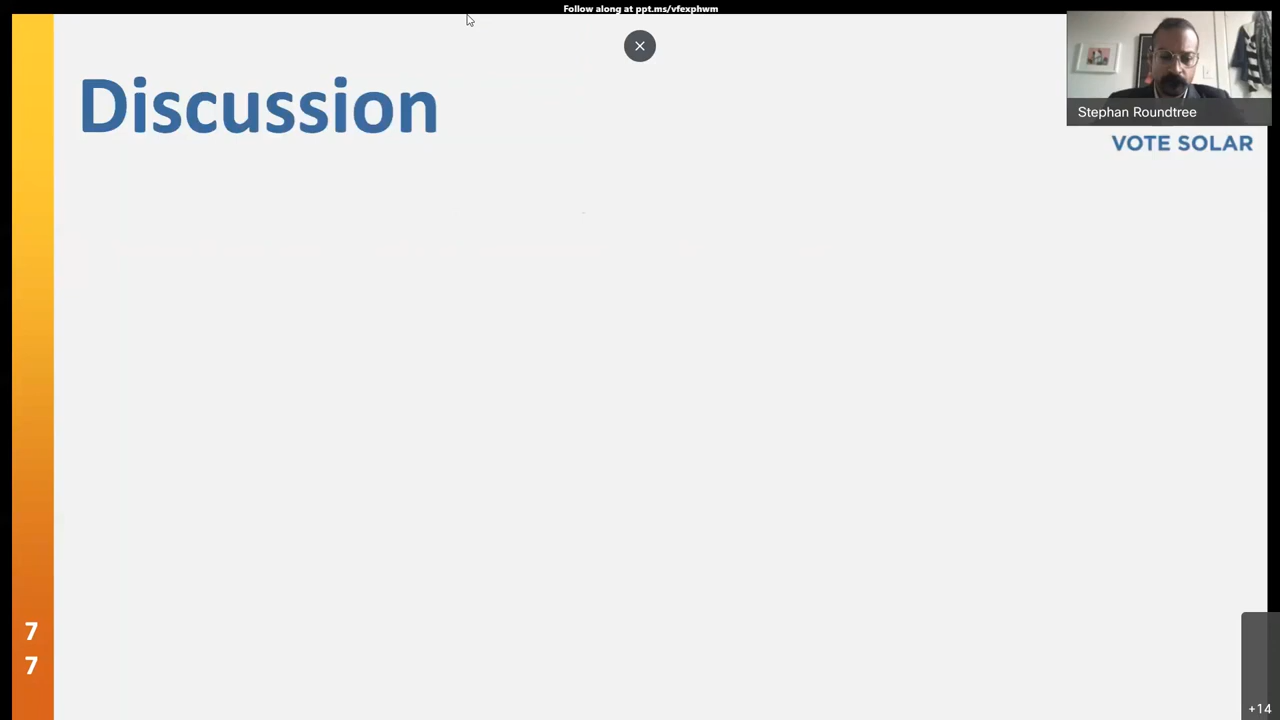 Follow along at ppt.ms/vfexphwm
Discussion
Stephan Roundtree
VOTE SOLAR
7
7
+14